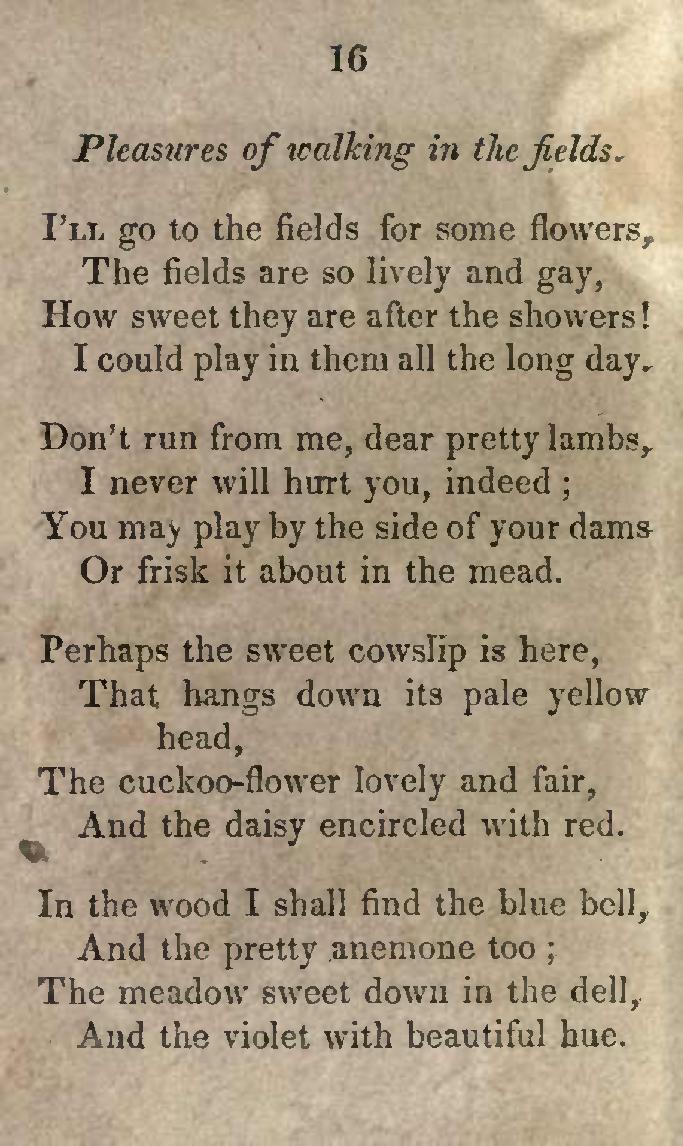 16
Pleasures of walking in the fields.
I'LL go to the fields for some flowers,
The fields are so lively and gay,
How sweet they are after the showers!
I could play in them all the long day.
Don't run from me, dear pretty lambs,
I never will hurt you, indeed ;
You may play by the side of your dams
Or frisk it about in the mead.
Perhaps the sweet cowslip is here,
That hangs down its pale yellow
head,
The cuckoo-flower lovely and fair,
And the daisy encircled with red.
In the wood I shall find the blue bell,
And the pretty anemone too ;
The meadow sweet down in the dell,
And the violet with beautiful hue.